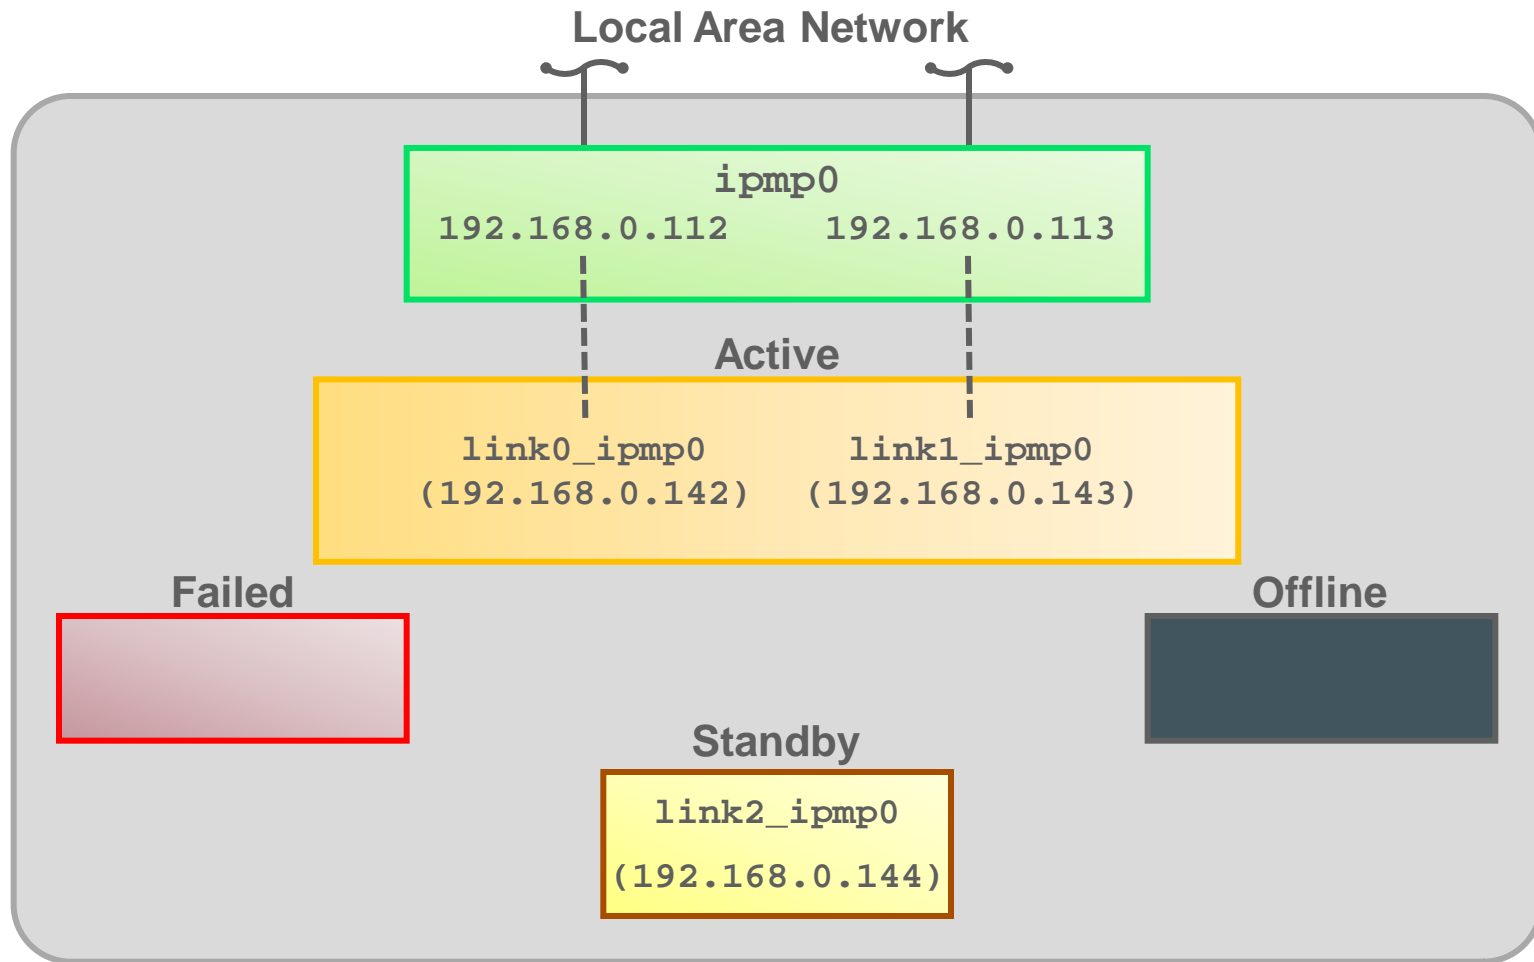 Local Area Network
ipmp0
192.168.0.112 192.168.0.113
Active
link0_ipmp0 link1_ipmp0
(192.168.0.142) (192.168.0.143)
Failed Offline
Standby
link2_ipmp0
(192.168.0.144)